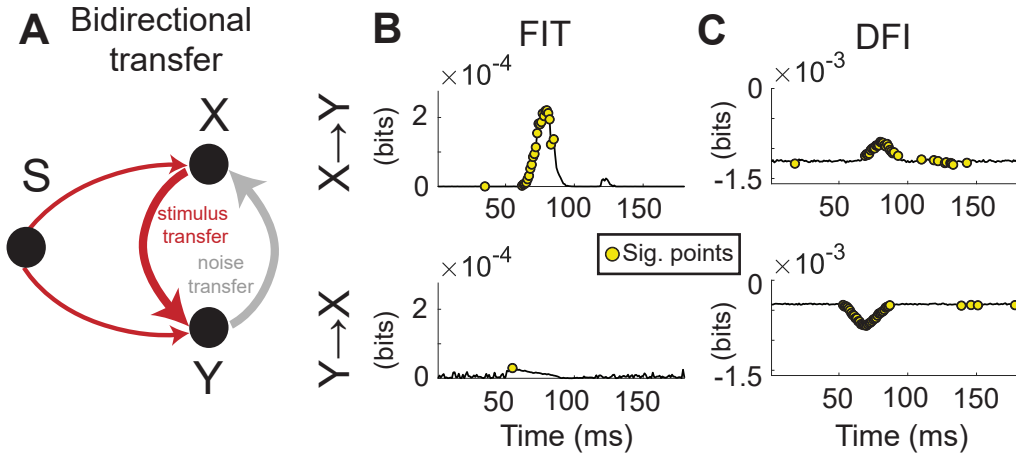 A
Bidirectional
transfer
S
X
Y
stimulus
transfer
noise
transfer
B
FIT
X→Y
(bits)
×10⁻⁴
2
0
50 100 150
Y→X
(bits)
×10⁻⁴
2
0
50 100 150
Time (ms)
Sig. points
C
DFI
×10⁻³
0
(bits)
-1.5
50 100 150
×10⁻³
0
(bits)
-1.5
50 100 150
Time (ms)